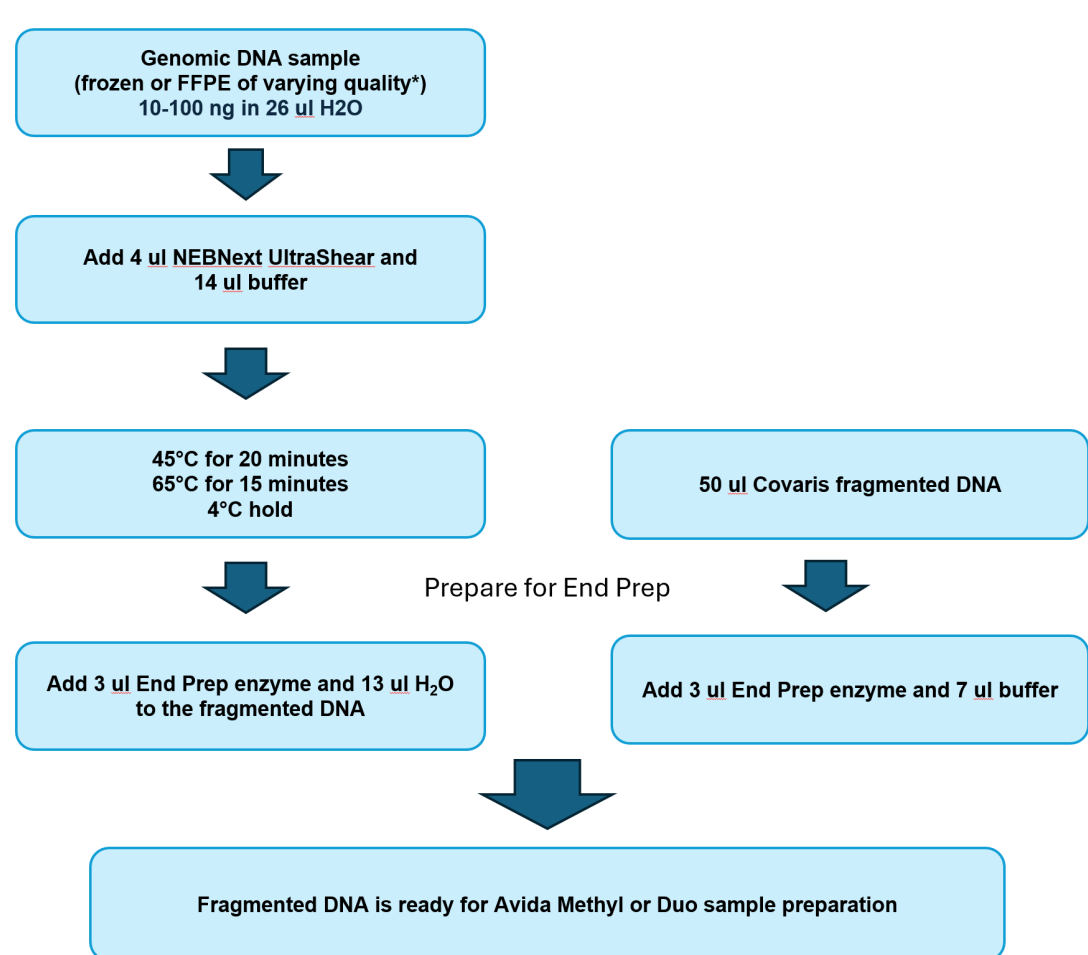 Genomic DNA sample
(frozen or FFPE of varying quality*)
10-100 ng in 26 ul H2O
Add 4 ul NEBNext UltraShear and
14 ul buffer
45°C for 20 minutes
65°C for 15 minutes
4°C hold
50 ul Covaris fragmented DNA
Prepare for End Prep
Add 3 ul End Prep enzyme and 13 ul H₂O
to the fragmented DNA
Add 3 ul End Prep enzyme and 7 ul buffer
Fragmented DNA is ready for Avida Methyl or Duo sample preparation